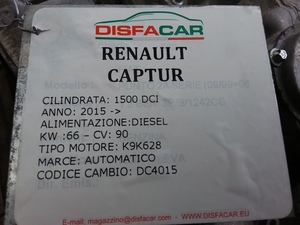 DISFACAR
RENAULT
CAPTUR
CILINDRATA: 1500 DCI
ANNO: 2015 ->
ALIMENTAZIONE:DIESEL
KW :66 – CV: 90
TIPO MOTORE: K9K628
MARCE: AUTOMATICO
CODICE CAMBIO: DC4015
WWW.DISFACAR.EU
E-mail: magazzino@disfacar.eu